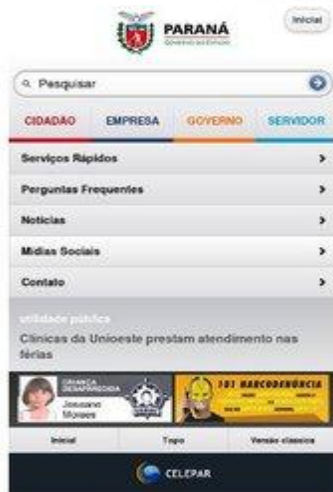 PARANÁ
GOVERNO DO ESTADO
Inicial
Pesquisar
CIDADÃO EMPRESA GOVERNO SERVIDOR
Serviços Rápidos
Perguntas Frequentes
Notícias
Mídias Sociais
Contato
utilidade pública
Clínicas da Unioeste prestam atendimento nas
férias
CRIANÇA
DESAPARECIDA
Moraes
181 NARCODENÚNCIA
Inicial Topo Versão clássica
CELEPAR